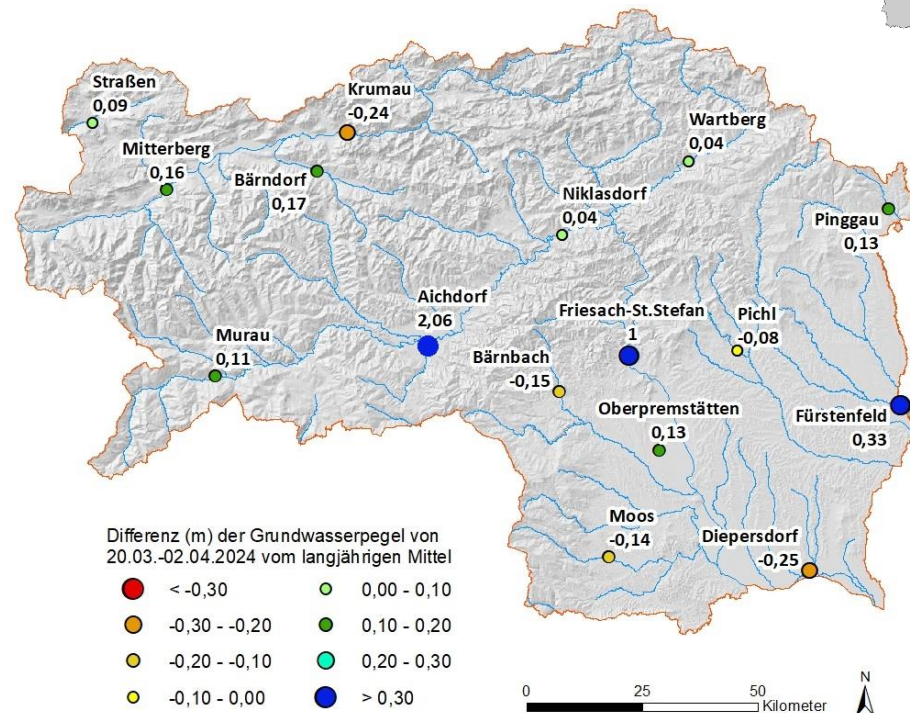 Straßen
0,09
Krumau
-0,24
Wartberg
0,04
Mitterberg
0,16
Bärndorf
0,17
Niklasdorf
0,04
Pinggau
0,13
Aichdorf
2,06
Friesach-St.Stefan
1
Pichl
-0,08
Murau
0,11
Bärnbach
-0,15
Oberpremstätten
0,13
Fürstenfeld
0,33
Moos
-0,14
Diepersdorf
-0,25
Differenz (m) der Grundwasserpegel von
20.03.-02.04.2024 vom langjährigen Mittel
< -0,30
0,00 - 0,10
-0,30 - -0,20
0,10 - 0,20
-0,20 - -0,10
0,20 - 0,30
-0,10 - 0,00
> 0,30
0 25 50
Kilometer
N